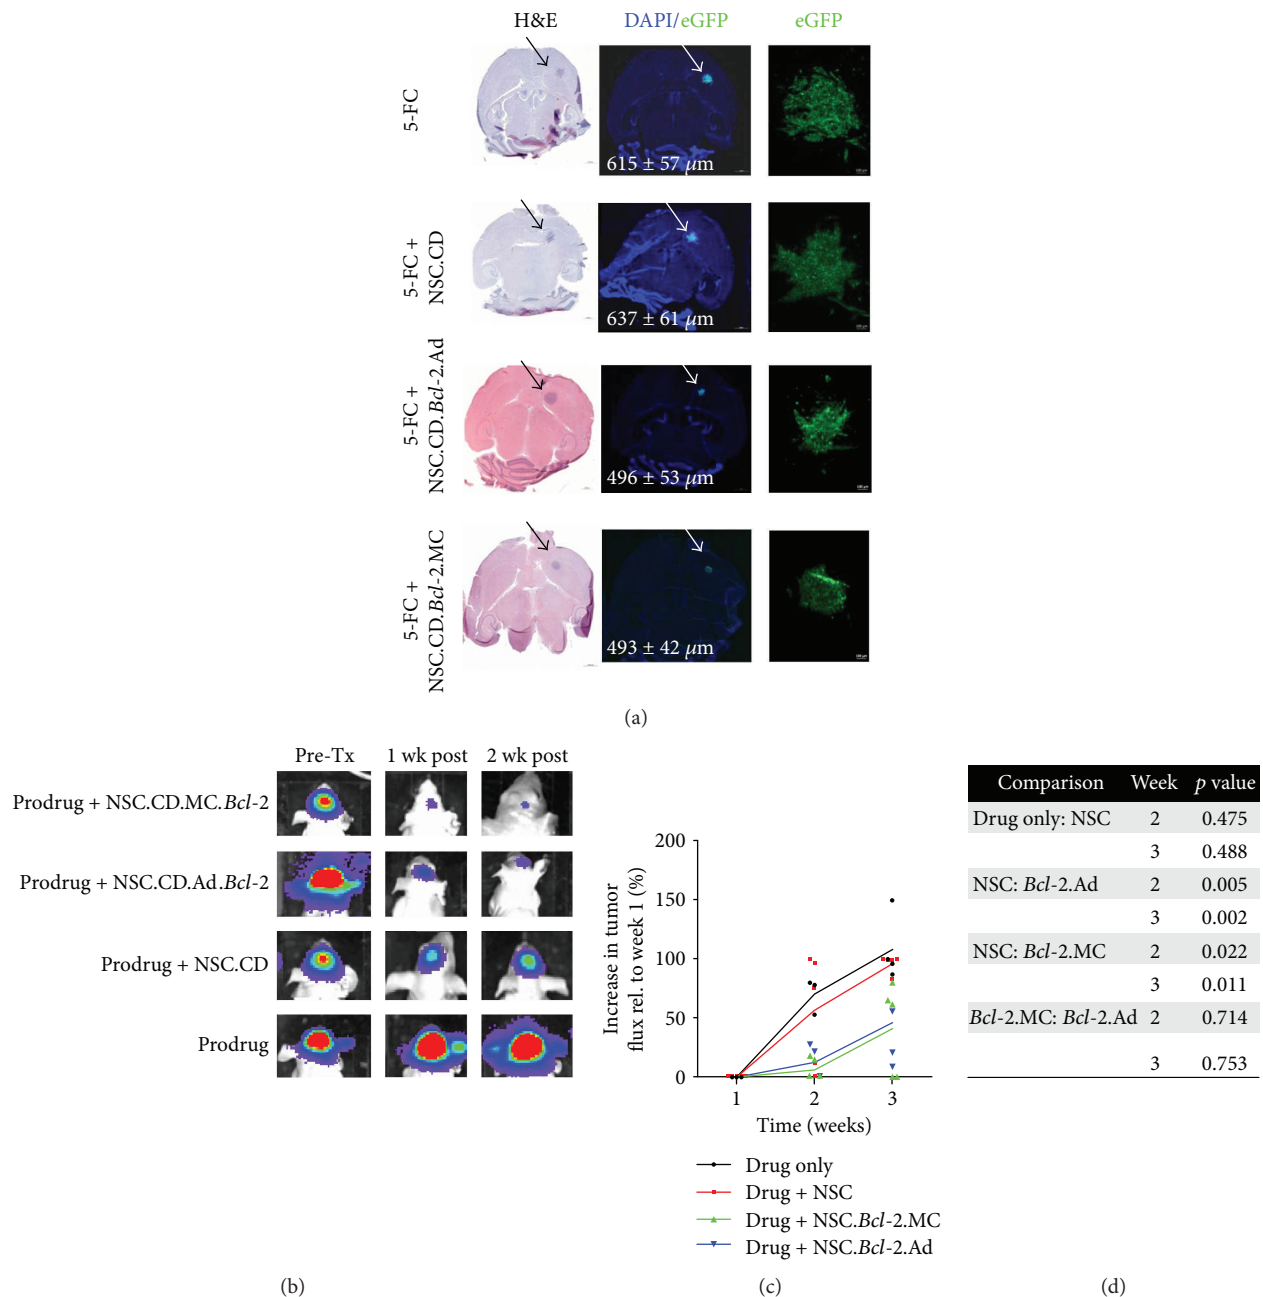 H&E DAPI/eGFP eGFP
5-FC
615 ± 57 μm
5-FC +
NSC.CD
637 ± 61 μm
5-FC +
NSC.CD.Bcl-2.Ad
496 ± 53 μm
5-FC +
NSC.CD.Bcl-2.MC
493 ± 42 μm
(a)
Pre-Tx 1 wk post 2 wk post
Prodrug + NSC.CD.MC.Bcl-2
Prodrug + NSC.CD.Ad.Bcl-2
Prodrug + NSC.CD
Prodrug
(b)
Increase in tumor
flux rel. to week 1 (%)
200
150
100
50
0
1 2 3
Time (weeks)
Drug only
Drug + NSC
Drug + NSC.Bcl-2.MC
Drug + NSC.Bcl-2.Ad
(c)
Comparison Week p value
Drug only: NSC 2 0.475
3 0.488
NSC: Bcl-2.Ad 2 0.005
3 0.002
NSC: Bcl-2.MC 2 0.022
3 0.011
Bcl-2.MC: Bcl-2.Ad 2 0.714
3 0.753
(d)